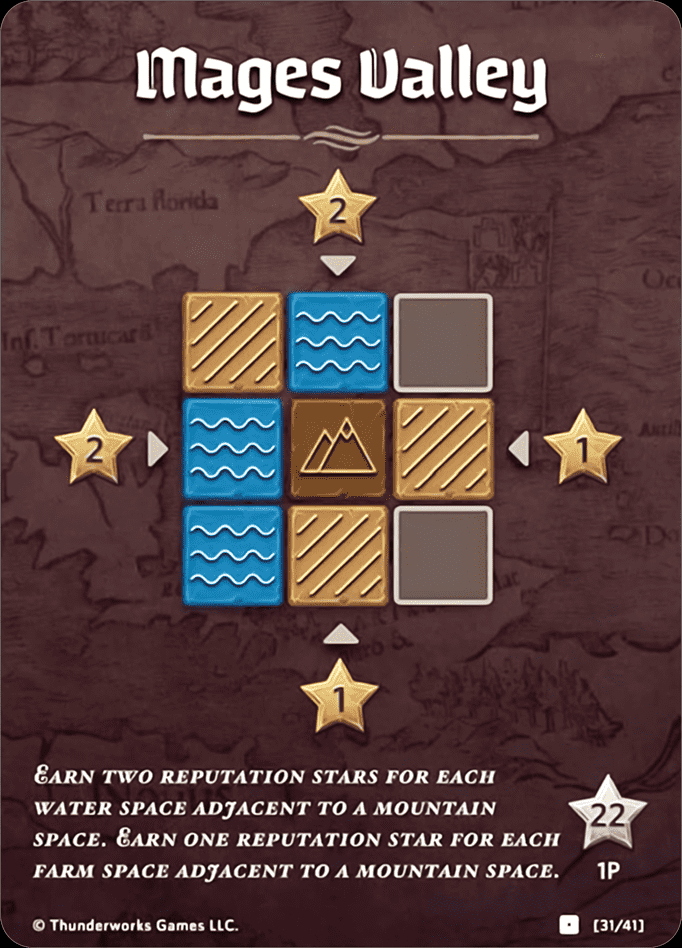 Mages Valley
Terra florida
2
2
1
1
EARN TWO REPUTATION STARS FOR EACH
WATER SPACE ADJACENT TO A MOUNTAIN
SPACE. EARN ONE REPUTATION STAR FOR EACH
FARM SPACE ADJACENT TO A MOUNTAIN SPACE.
22
1P
© Thunderworks Games LLC.
[31/41]